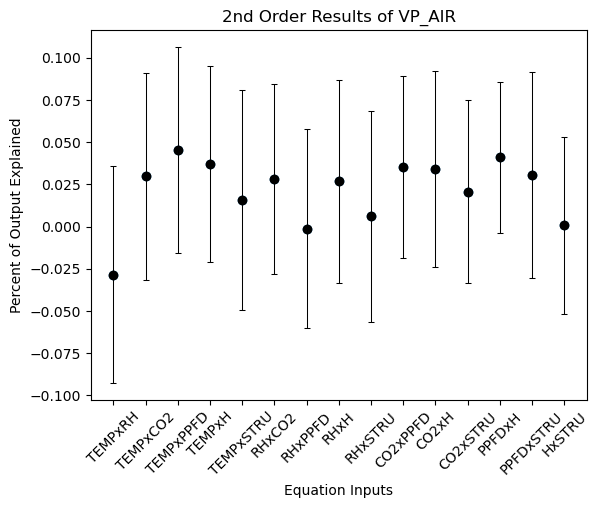 2nd Order Results of VP_AIR
Percent of Output Explained
0.100
0.075
0.050
0.025
0.000
−0.025
−0.050
−0.075
−0.100
TEMPxRH
TEMPxCO2
TEMPxPPFD
TEMPxH
TEMPxSTRU
RHxCO2
RHxPPFD
RHxH
RHxSTRU
CO2xPPFD
CO2xH
CO2xSTRU
PPFDxH
PPFDxSTRU
HxSTRU
Equation Inputs